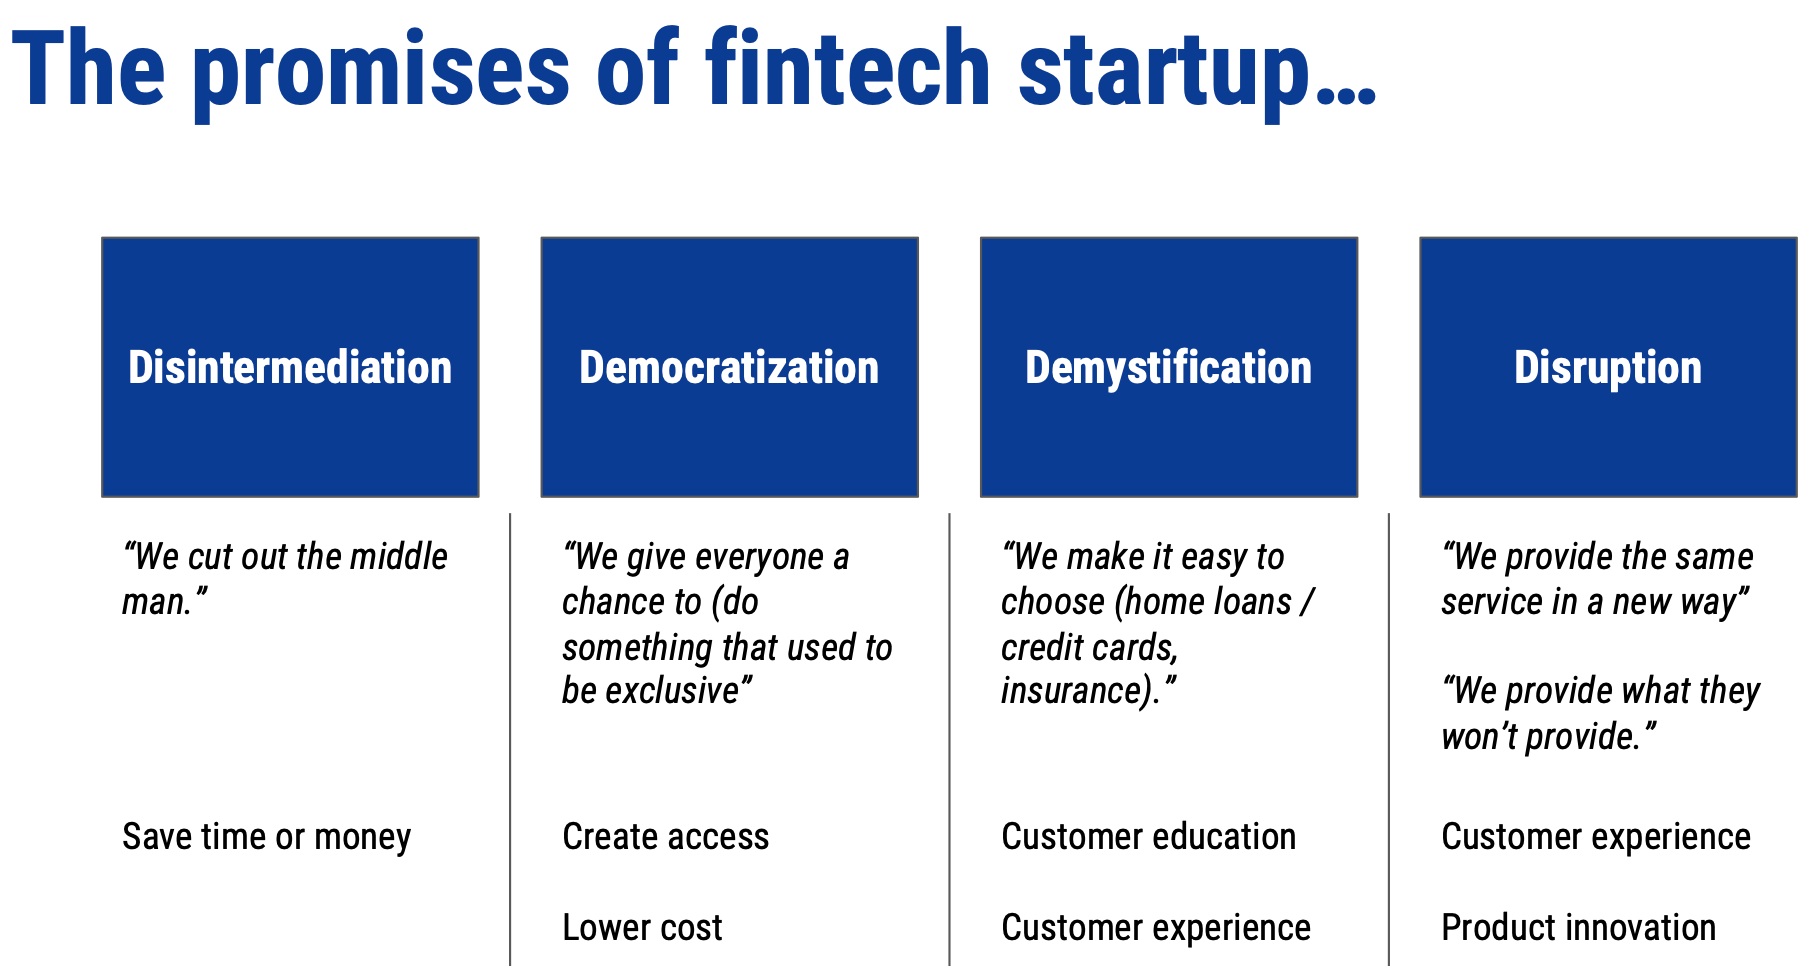 The promises of fintech startup…
Disintermediation
“We cut out the middle
man.”
Save time or money
Democratization
“We give everyone a
chance to (do
something that used to
be exclusive”
Create access
Lower cost
Demystification
“We make it easy to
choose (home loans /
credit cards,
insurance).”
Customer education
Customer experience
Disruption
“We provide the same
service in a new way”
“We provide what they
won’t provide.”
Customer experience
Product innovation